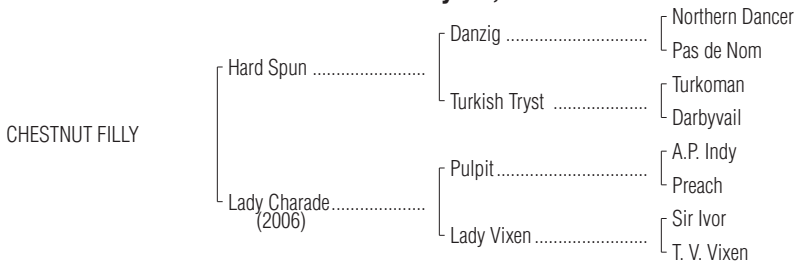 Northern Dancer
Danzig
Pas de Nom
Hard Spun
Turkoman
Turkish Tryst
Darbyvail
CHESTNUT FILLY
A.P. Indy
Pulpit
Preach
Lady Charade
(2006)
Sir Ivor
Lady Vixen
T. V. Vixen